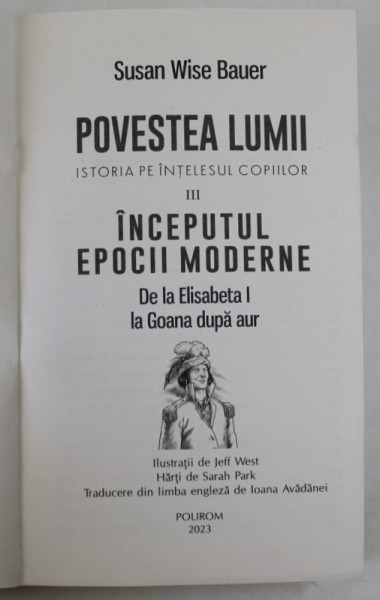 Susan Wise Bauer
POVESTEA LUMII
ISTORIA PE ÎNȚELESUL COPIILOR
III
ÎNCEPUTUL
EPOCII MODERNE
De la Elisabeta I
la Goana după aur
Ilustrații de Jeff West
Hărți de Sarah Park
Traducere din limba engleză de Ioana Avădănei
POLIROM
2023